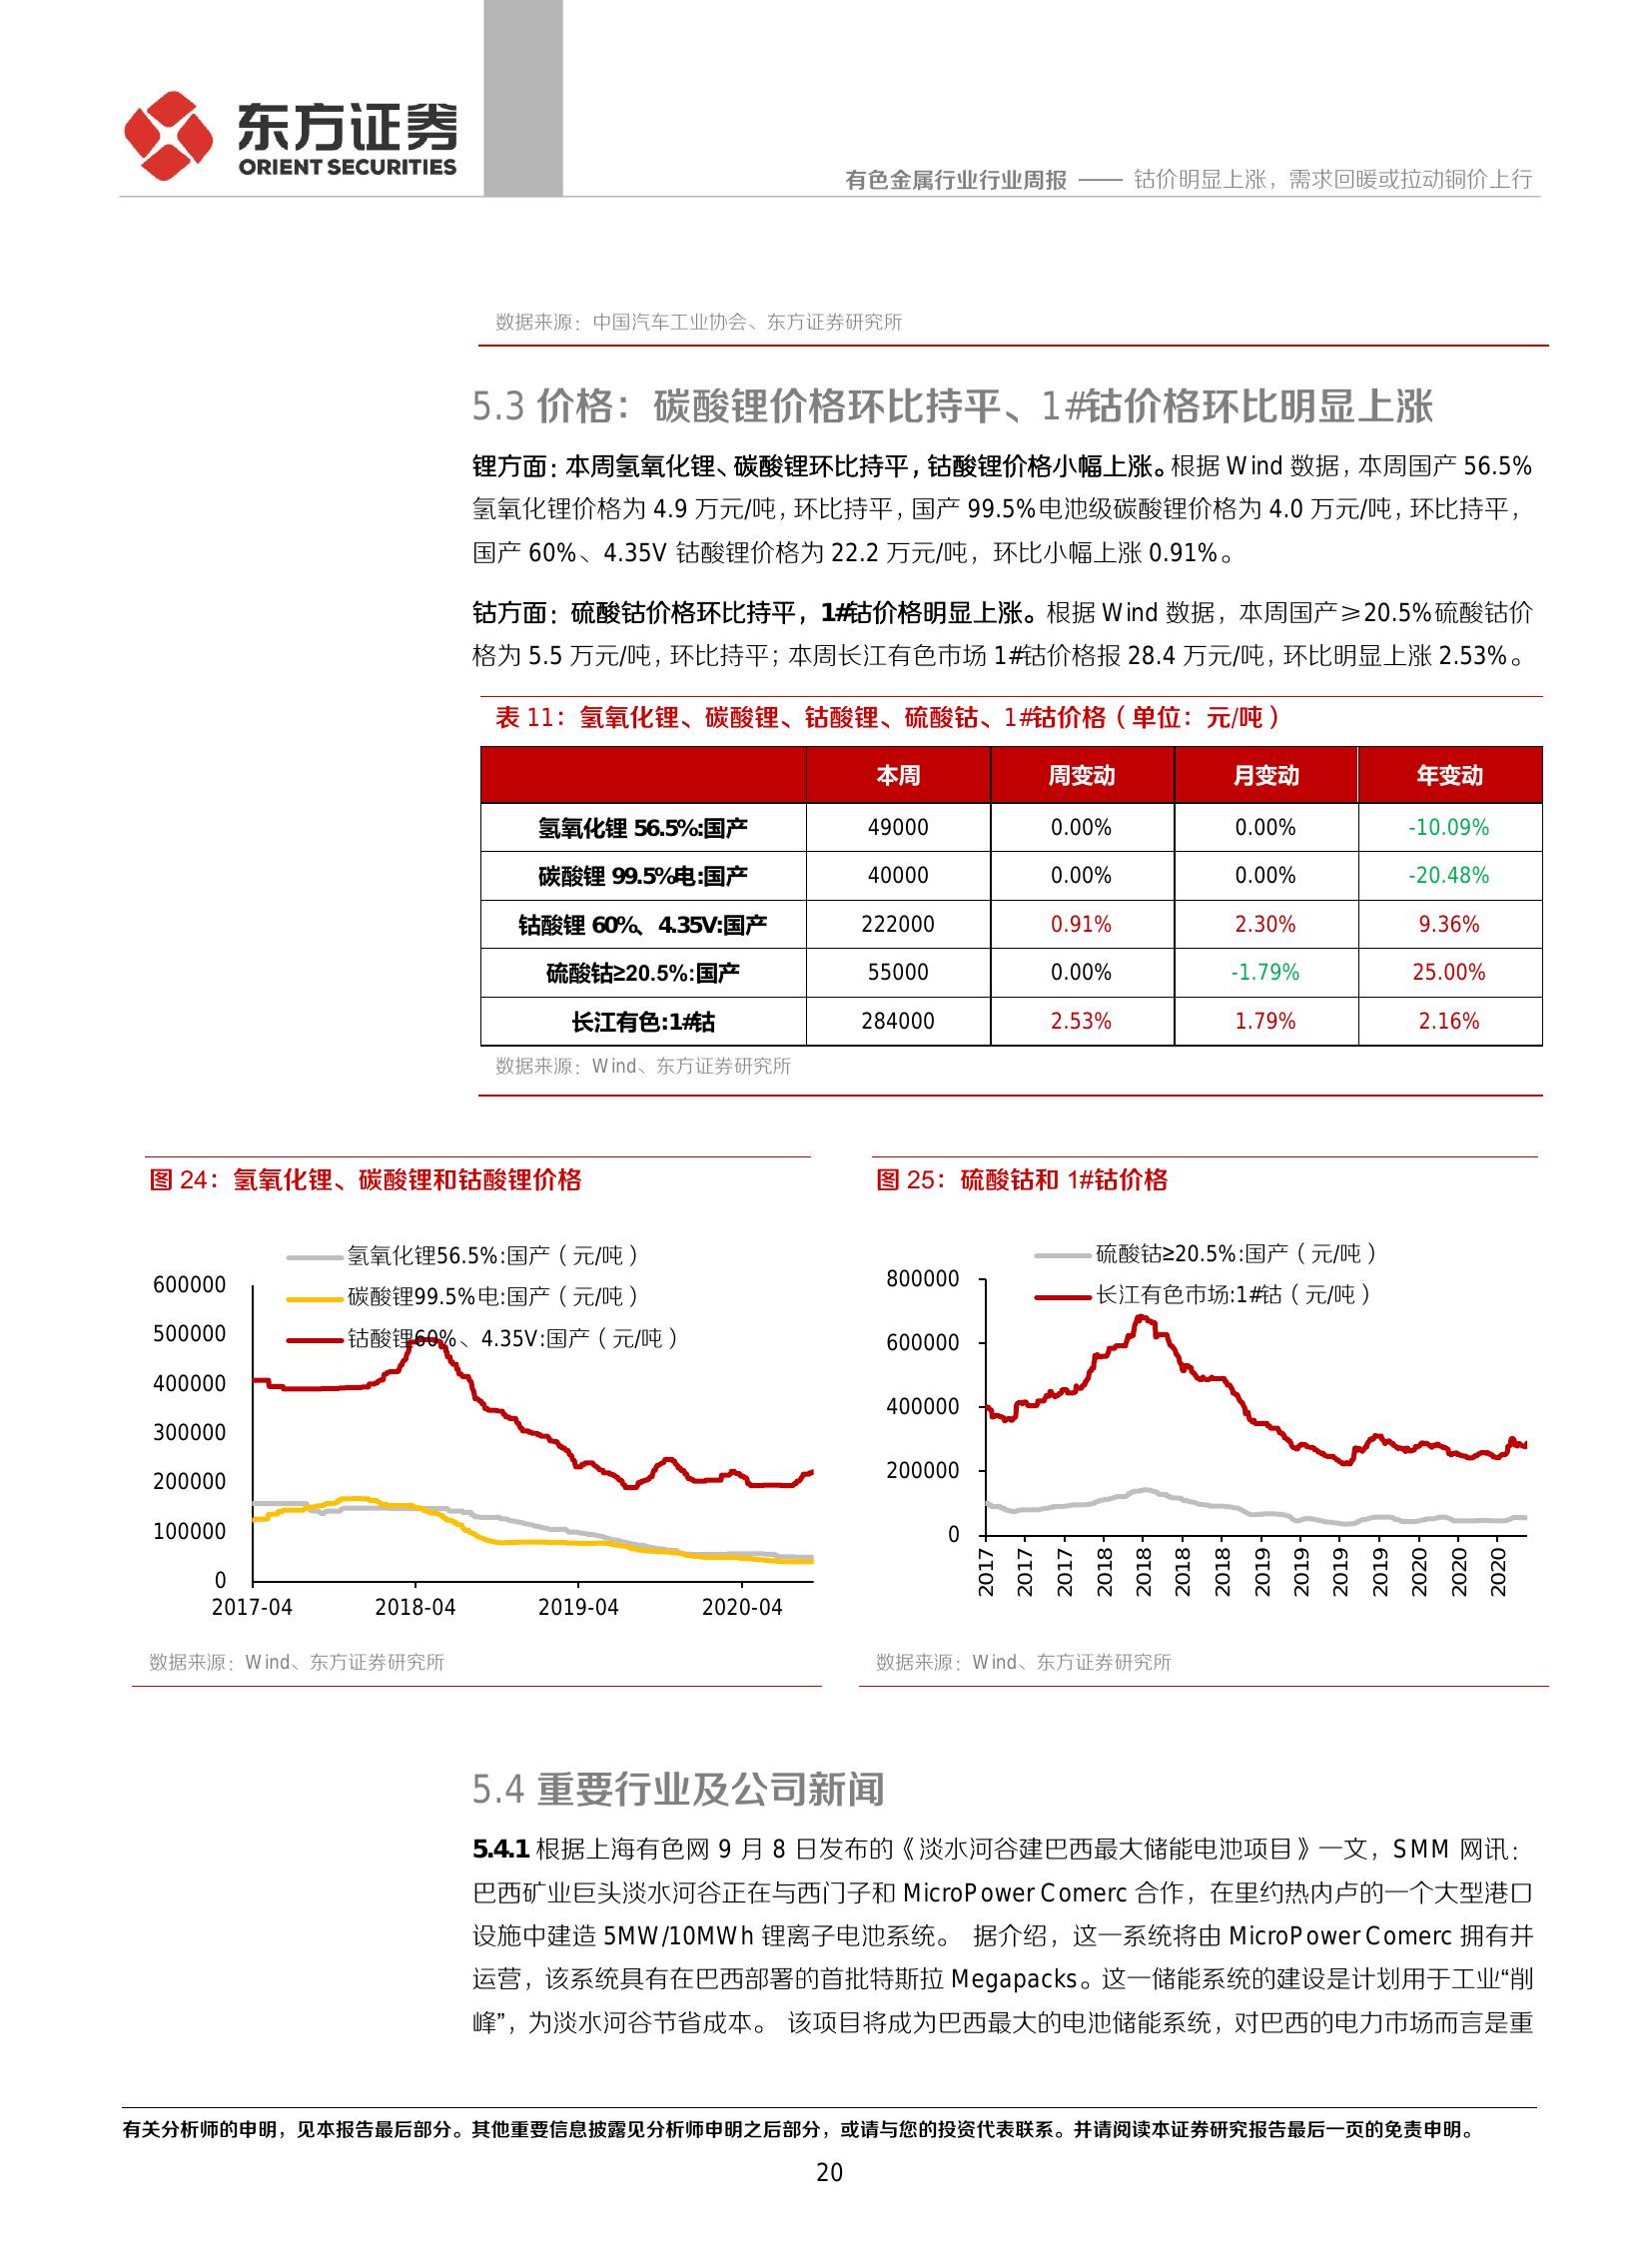 东方证券
ORIENT SECURITIES
有色金属行业行业周报 —— 钴价明显上涨，需求回暖或拉动铜价上行
数据来源：中国汽车工业协会、东方证券研究所
5.3 价格：碳酸锂价格环比持平、1#钴价格环比明显上涨
锂方面：本周氢氧化锂、碳酸锂环比持平，钴酸锂价格小幅上涨。根据 Wind 数据，本周国产 56.5%
氢氧化锂价格为 4.9 万元/吨，环比持平，国产 99.5%电池级碳酸锂价格为 4.0 万元/吨，环比持平，
国产 60%、4.35V 钴酸锂价格为 22.2 万元/吨，环比小幅上涨 0.91%。
钴方面：硫酸钴价格环比持平，1#钴价格明显上涨。根据 Wind 数据，本周国产≥20.5%硫酸钴价
格为 5.5 万元/吨，环比持平；本周长江有色市场 1#钴价格报 28.4 万元/吨，环比明显上涨 2.53%。
表 11：氢氧化锂、碳酸锂、钴酸锂、硫酸钴、1#钴价格（单位：元/吨）
本周 周变动 月变动 年变动
氢氧化锂 56.5%:国产 49000 0.00% 0.00% -10.09%
碳酸锂 99.5%电:国产 40000 0.00% 0.00% -20.48%
钴酸锂 60%、4.35V:国产 222000 0.91% 2.30% 9.36%
硫酸钴≥20.5%:国产 55000 0.00% -1.79% 25.00%
长江有色:1#钴 284000 2.53% 1.79% 2.16%
数据来源：Wind、东方证券研究所
图 24：氢氧化锂、碳酸锂和钴酸锂价格
氢氧化锂56.5%:国产（元/吨）
碳酸锂99.5%电:国产（元/吨）
钴酸锂60%、4.35V:国产（元/吨）
600000
500000
400000
300000
200000
100000
0
2017-04 2018-04 2019-04 2020-04
数据来源：Wind、东方证券研究所
图 25：硫酸钴和 1#钴价格
硫酸钴≥20.5%:国产（元/吨）
长江有色市场:1#钴（元/吨）
800000
600000
400000
200000
0
2017 2017 2017 2018 2018 2018 2018 2019 2019 2019 2019 2020 2020 2020
数据来源：Wind、东方证券研究所
5.4 重要行业及公司新闻
5.4.1 根据上海有色网 9 月 8 日发布的《淡水河谷建巴西最大储能电池项目》一文，SMM 网讯：
巴西矿业巨头淡水河谷正在与西门子和 MicroPower Comerc 合作，在里约热内卢的一个大型港口
设施中建造 5MW/10MWh 锂离子电池系统。 据介绍，这一系统将由 MicroPower Comerc 拥有并
运营，该系统具有在巴西部署的首批特斯拉 Megapacks。这一储能系统的建设是计划用于工业“削
峰”，为淡水河谷节省成本。 该项目将成为巴西最大的电池储能系统，对巴西的电力市场而言是重
有关分析师的申明，见本报告最后部分。其他重要信息披露见分析师申明之后部分，或请与您的投资代表联系。并请阅读本证券研究报告最后一页的免责申明。
20